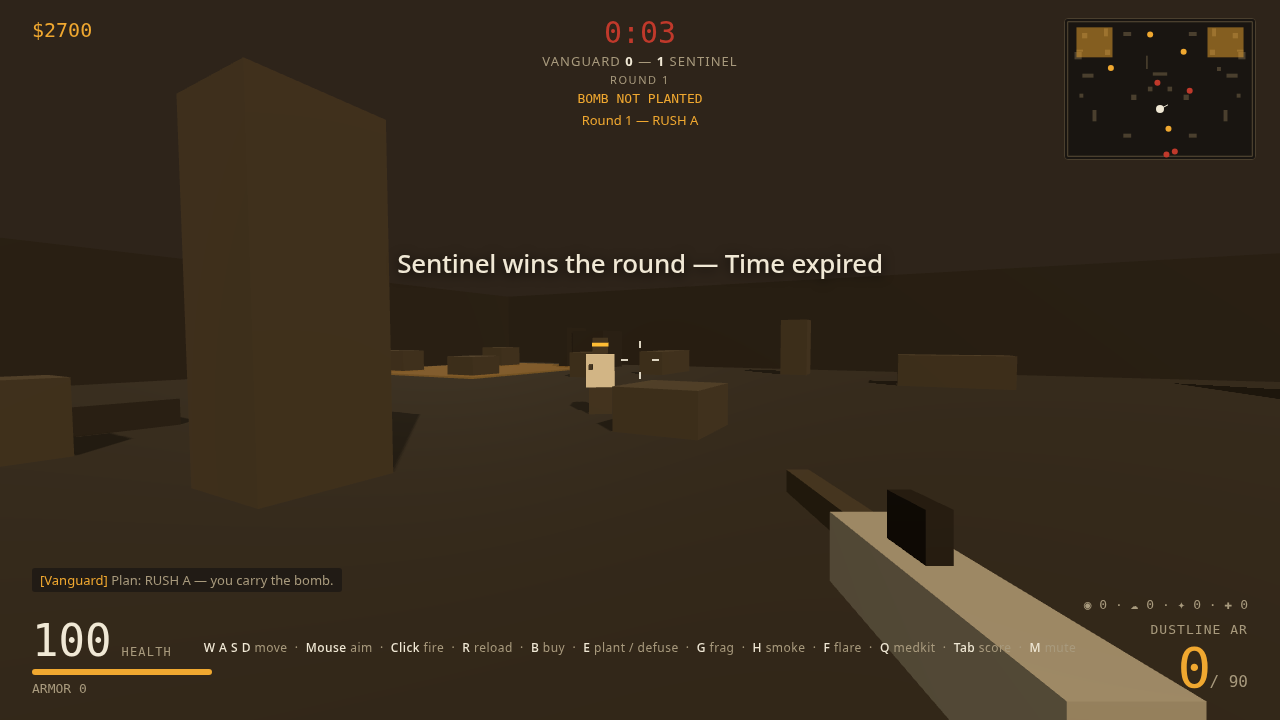 $2700
0:03
VANGUARD 0 — 1 SENTINEL
ROUND 1
BOMB NOT PLANTED
Round 1 — RUSH A
Sentinel wins the round — Time expired
[Vanguard] Plan: RUSH A — you carry the bomb.
100 HEALTH
W A S D move · Mouse aim · Click fire · R reload · B buy · E plant / defuse · G frag · H smoke · F flare · Q medkit · Tab score · M mute
ARMOR 0
◉ 0 · ☁ 0 · ✦ 0 · ✚ 0
DUSTLINE AR
0 / 90